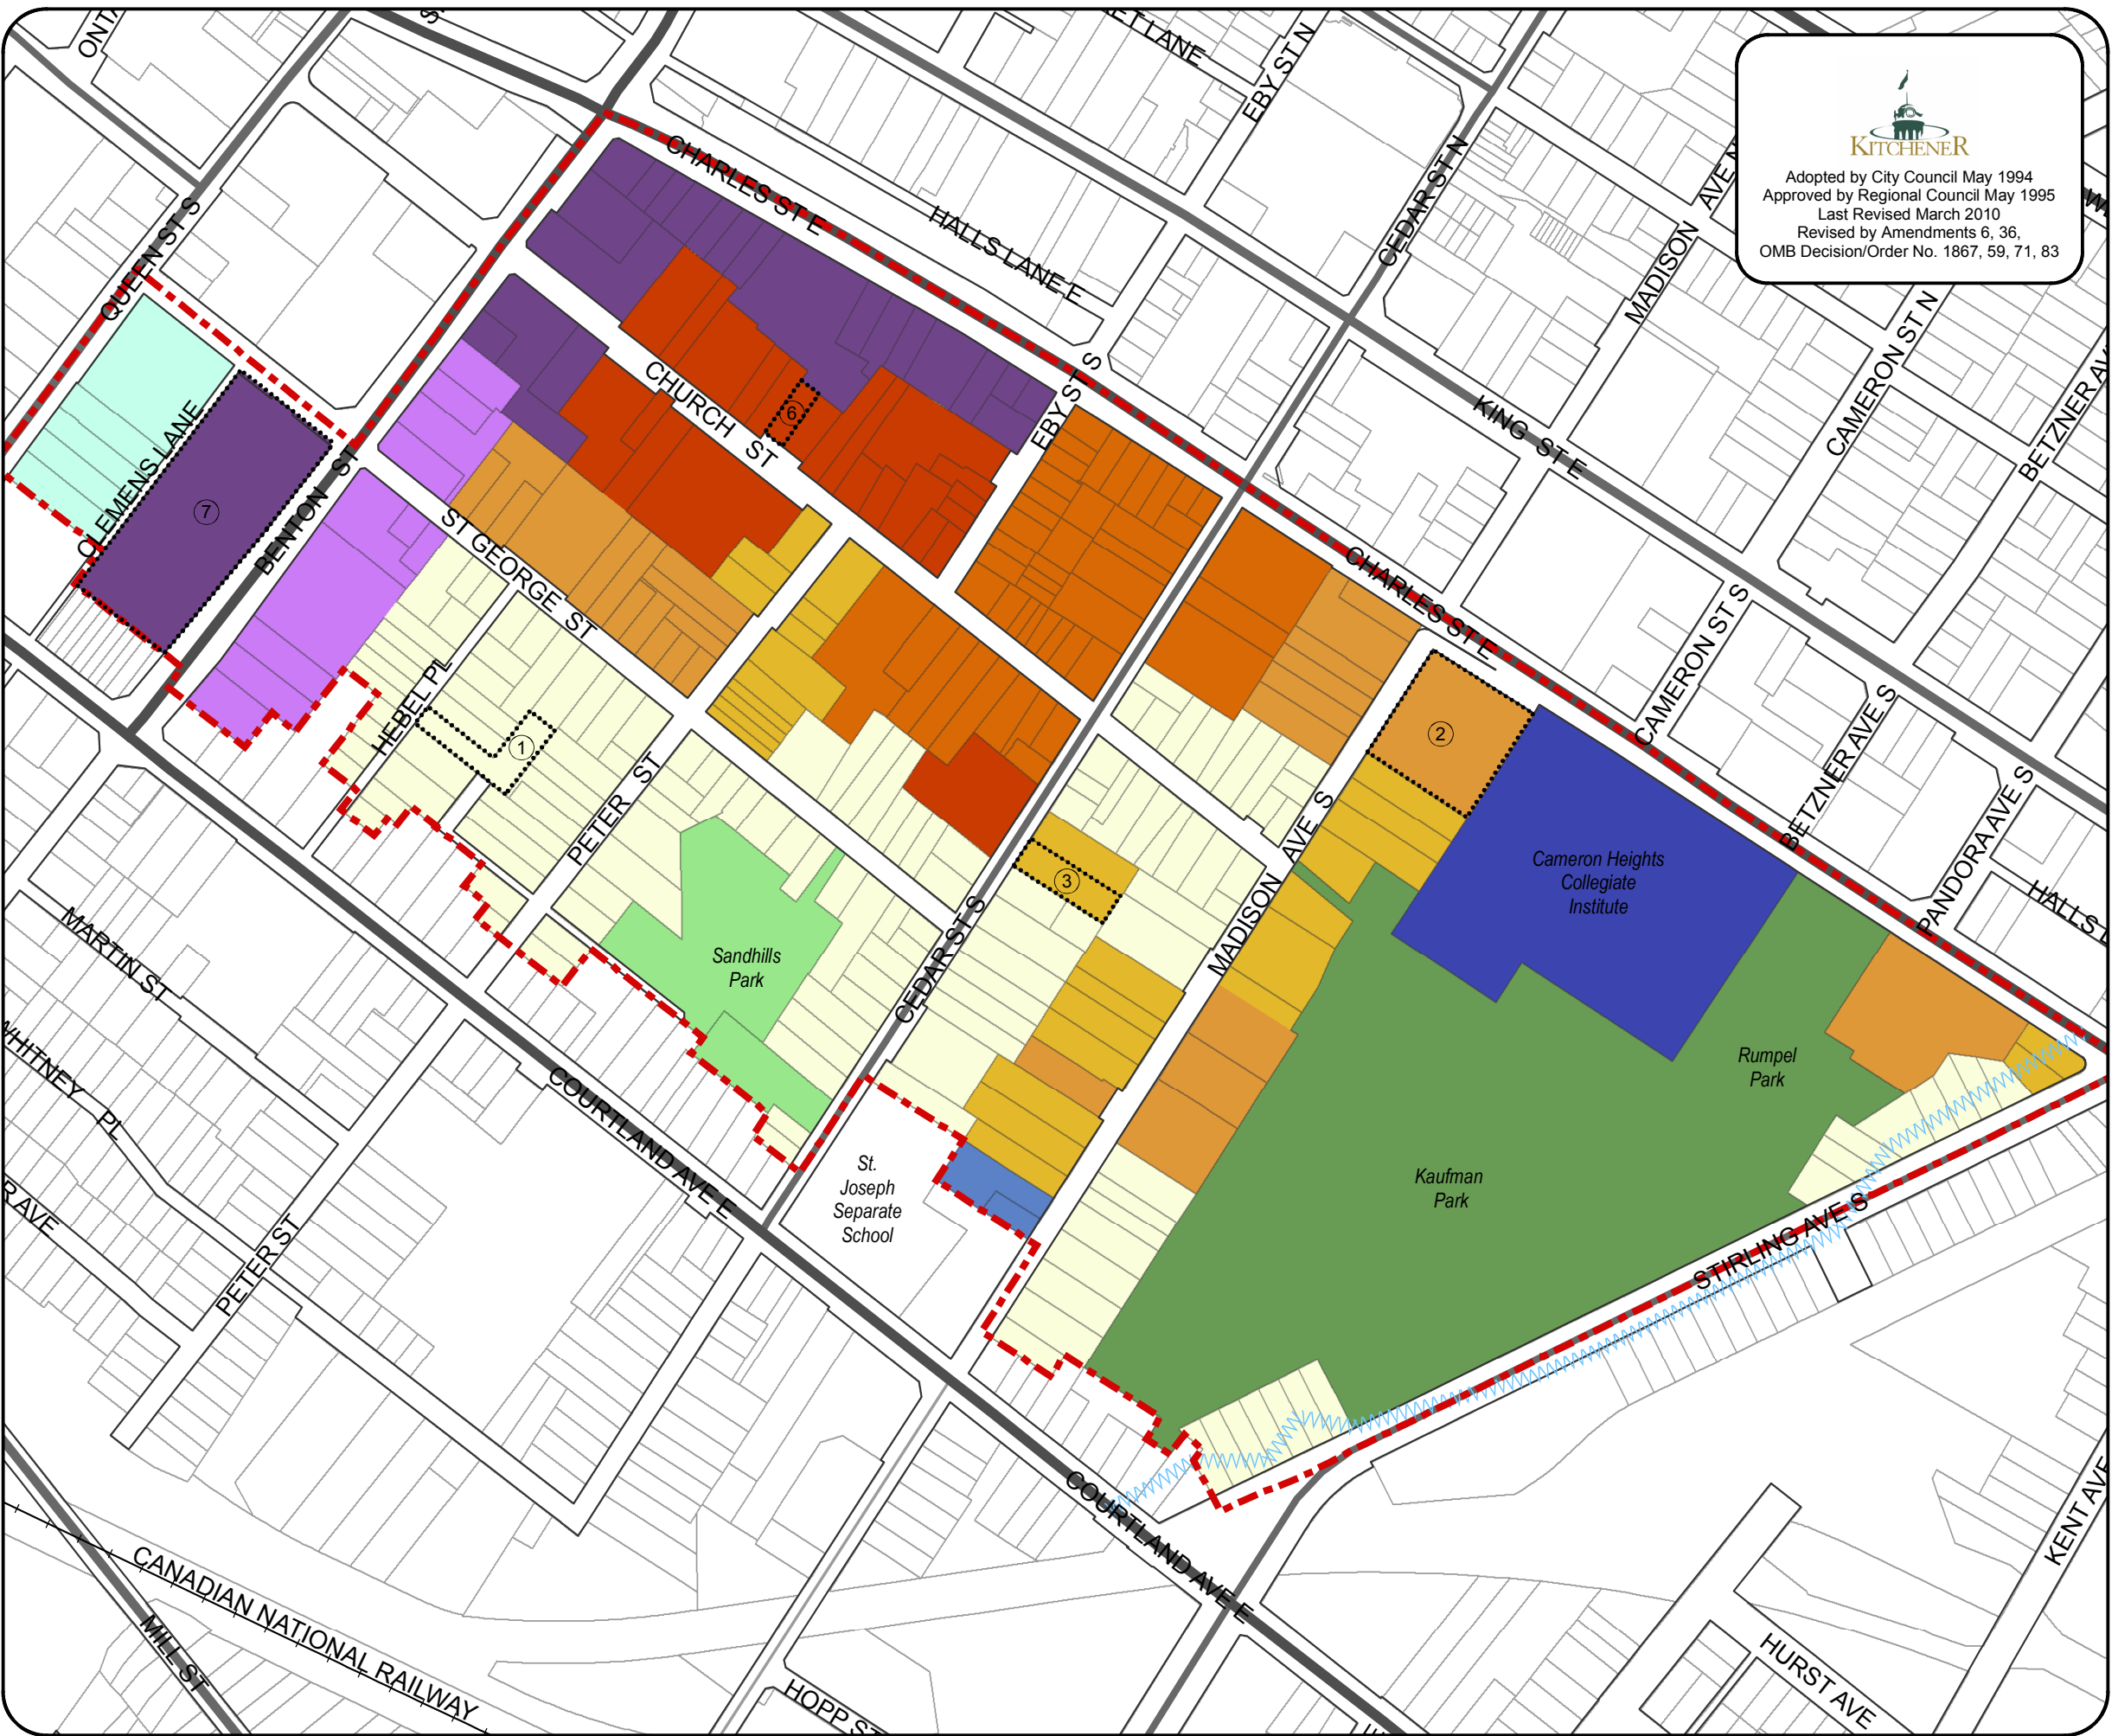 KITCHENER
Adopted by City Council May 1994
Approved by Regional Council May 1995
Last Revised March 2010
Revised by Amendments 6, 36,
OMB Decision/Order No. 1867, 59, 71, 83
EBY ST N
CEDAR ST N
MADISON AVE N
CAMERON ST N
QUEEN ST S
CHARLES ST E
HALLS LANE E
CLEMENS LANE
BENTON ST
CHURCH ST
EBY ST S
KING ST E
ST GEORGE ST
CHARLES ST E
CAMERON ST S
BETZNER AVE S
PANDORA AVE S
HEBEL PL
PETER ST
MADISON AVE S
CEDAR ST S
7
6
1
2
3
Cameron Heights
Collegiate
Institute
Sandhills
Park
Rumpel
Park
Kaufman
Park
St.
Joseph
Separate
School
MARTIN ST
WHITNEY PL
PETER ST
COURTLAND AVE E
STIRLING AVE S
COURTLAND AVE E
CANADIAN NATIONAL RAILWAY
MILL ST
HOPP ST
HURST AVE
KENT AVE